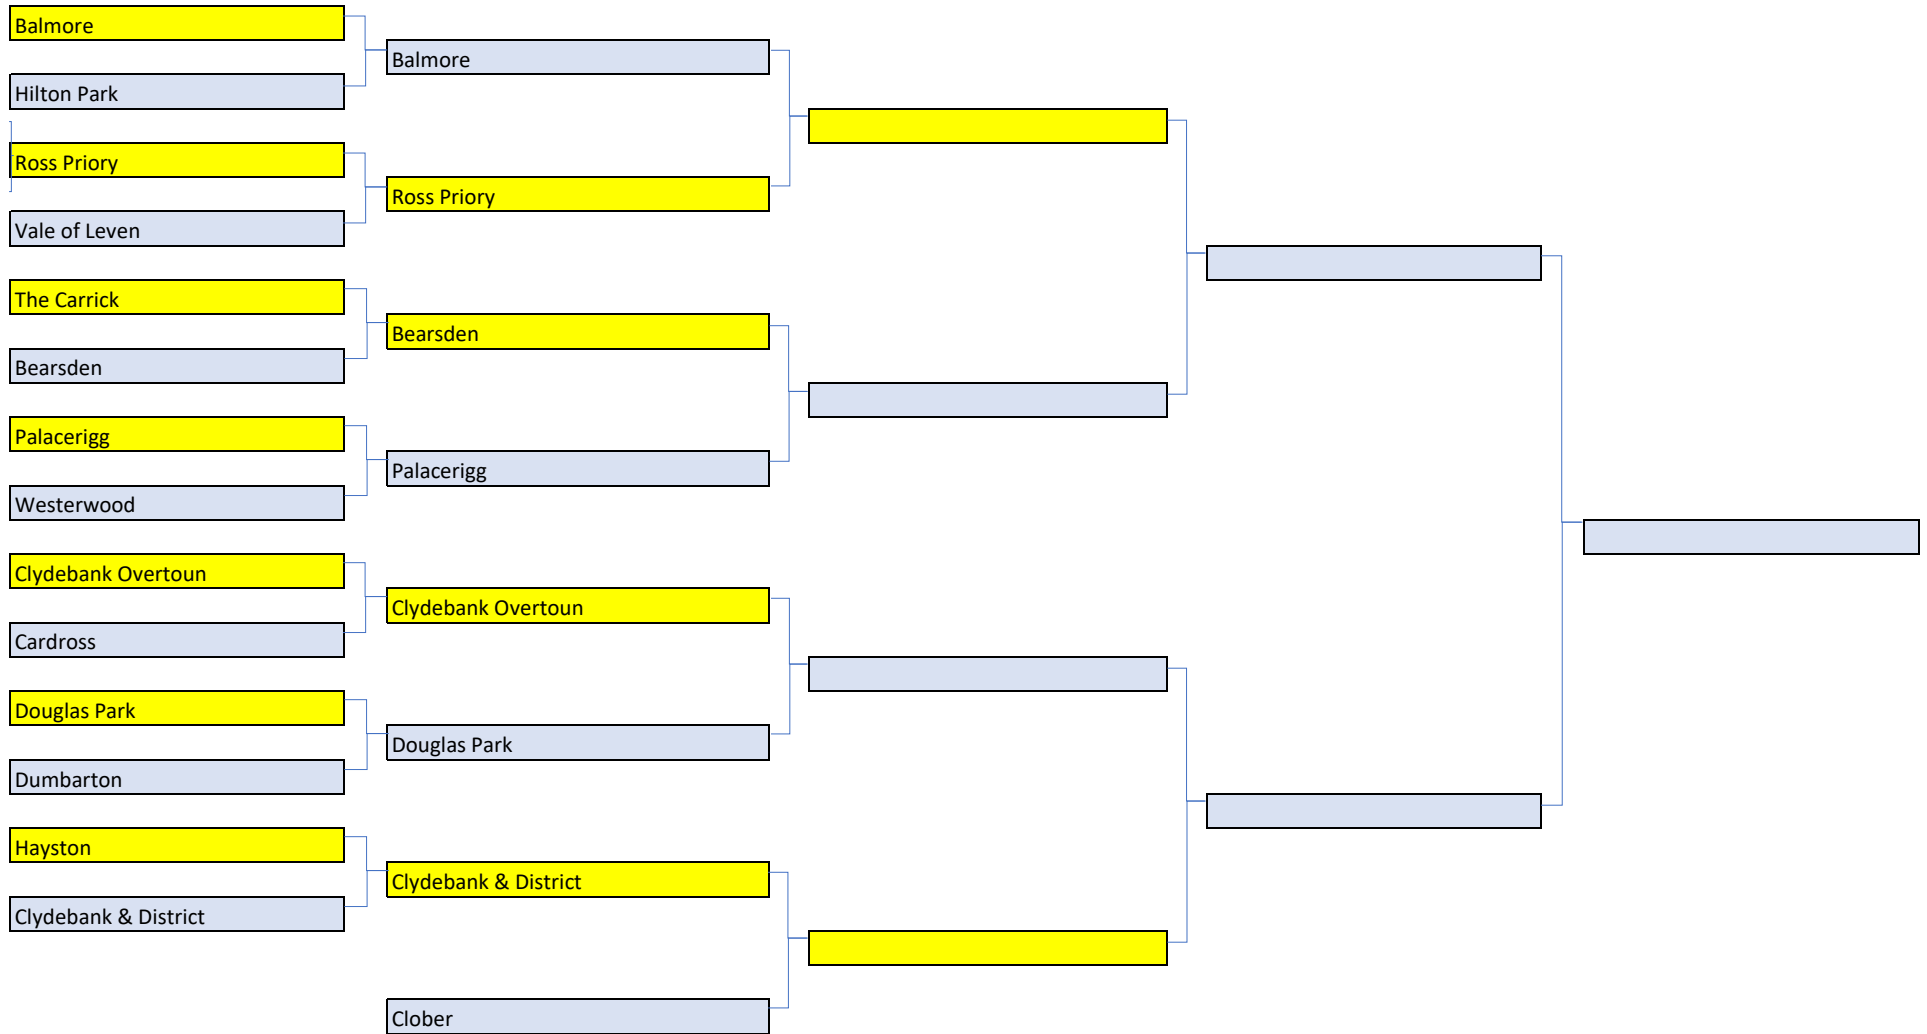 Balmore
Hilton Park
Ross Priory
Vale of Leven
The Carrick
Bearsden
Palacerigg
Westerwood
Clydebank Overtoun
Cardross
Douglas Park
Dumbarton
Hayston
Clydebank & District
Balmore
Ross Priory
Bearsden
Palacerigg
Clydebank Overtoun
Douglas Park
Clydebank & District
Clober